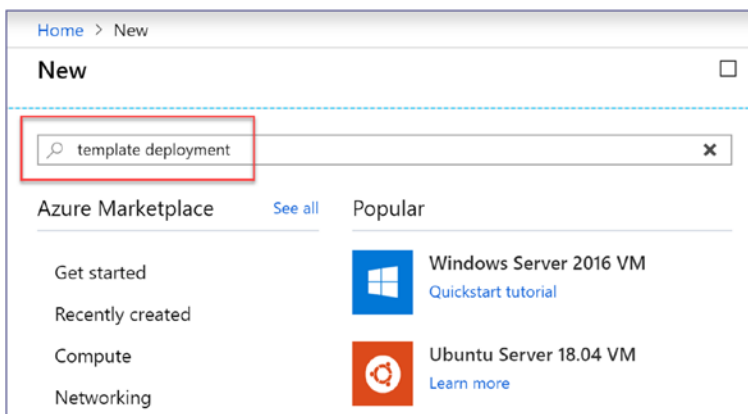 Home > New
New
template deployment
Azure Marketplace See all
Get started
Recently created
Compute
Networking
Popular
Windows Server 2016 VM
Quickstart tutorial
Ubuntu Server 18.04 VM
Learn more